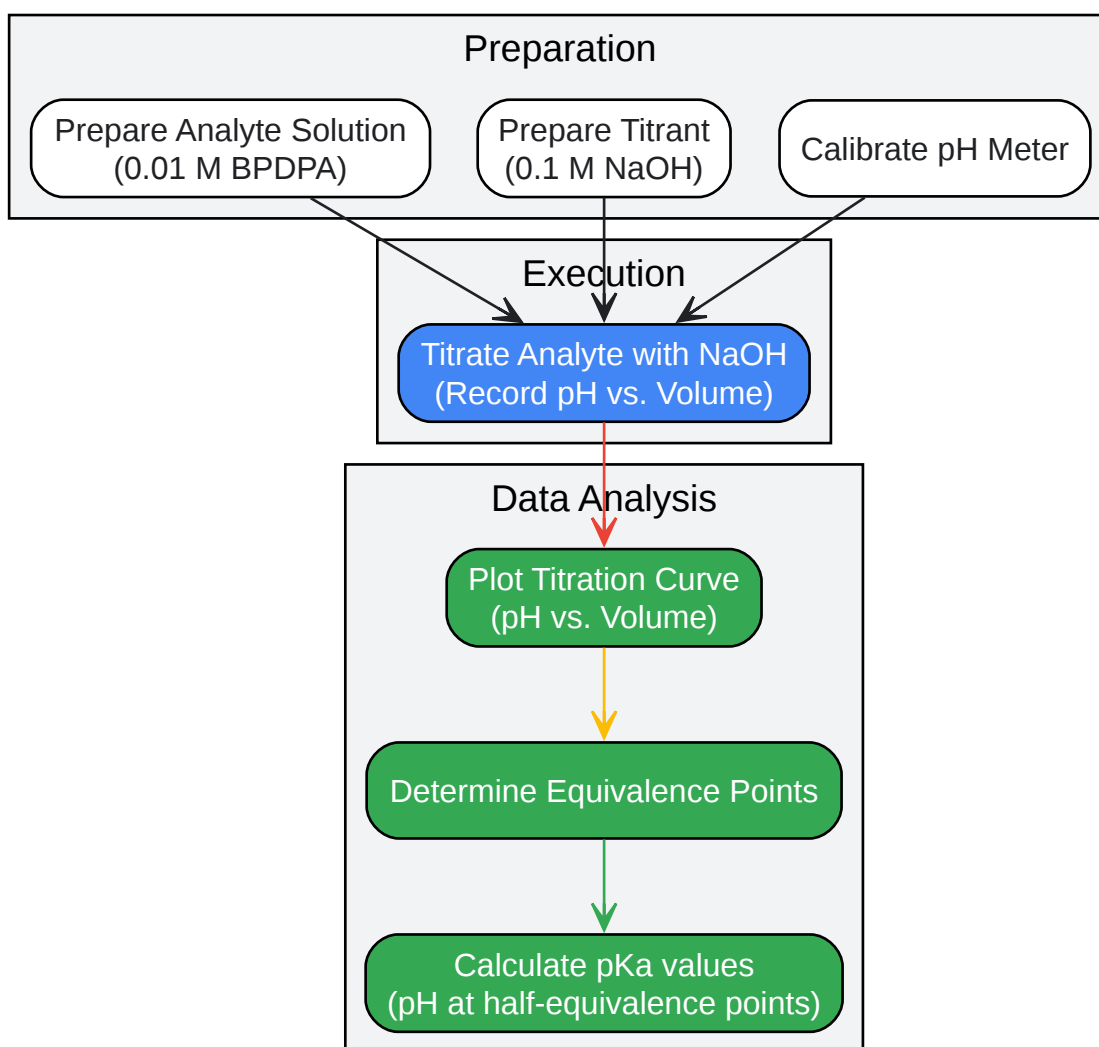 Preparation
Prepare Analyte Solution
(0.01 M BPDPA)
Prepare Titrant
(0.1 M NaOH)
Calibrate pH Meter
Execution
Titrate Analyte with NaOH
(Record pH vs. Volume)
Data Analysis
Plot Titration Curve
(pH vs. Volume)
Determine Equivalence Points
Calculate pKa values
(pH at half-equivalence points)